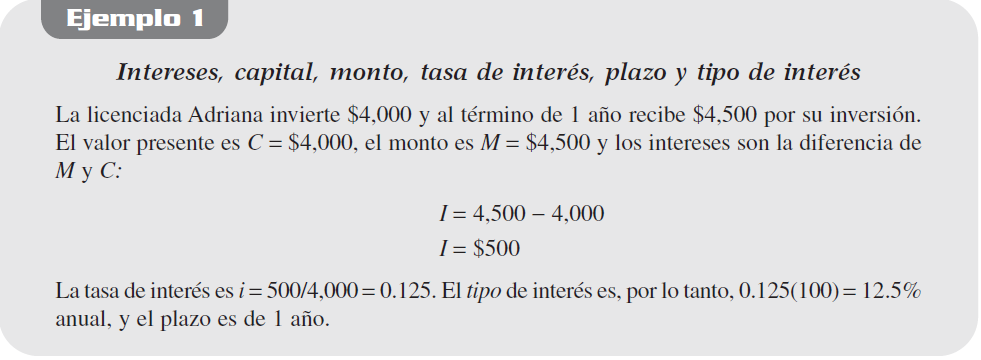 Ejemplo 1
Intereses, capital, monto, tasa de interés, plazo y tipo de interés
La licenciada Adriana invierte $4,000 y al término de 1 año recibe $4,500 por su inversión.
El valor presente es C = $4,000, el monto es M = $4,500 y los intereses son la diferencia de
M y C:
I = 4,500 − 4,000
I = $500
La tasa de interés es i = 500/4,000 = 0.125. El tipo de interés es, por lo tanto, 0.125(100) = 12.5%
anual, y el plazo es de 1 año.